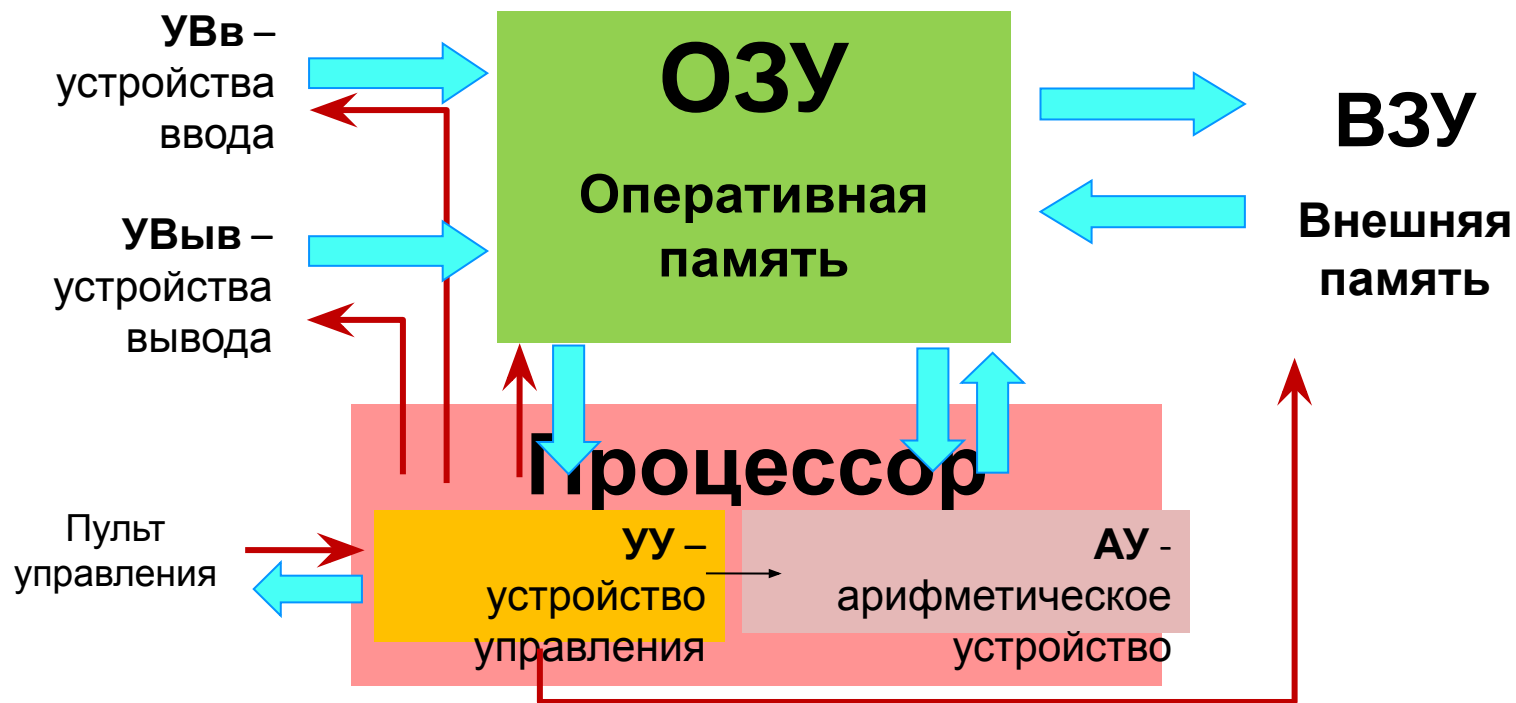 УВв –
устройства
ввода
УВыв –
устройства
вывода
ОЗУ
Оперативная
память
ВЗУ
Внешняя
память
Процессор
Пульт
управления
УУ –
устройство
управления
АУ -
арифметическое
устройство